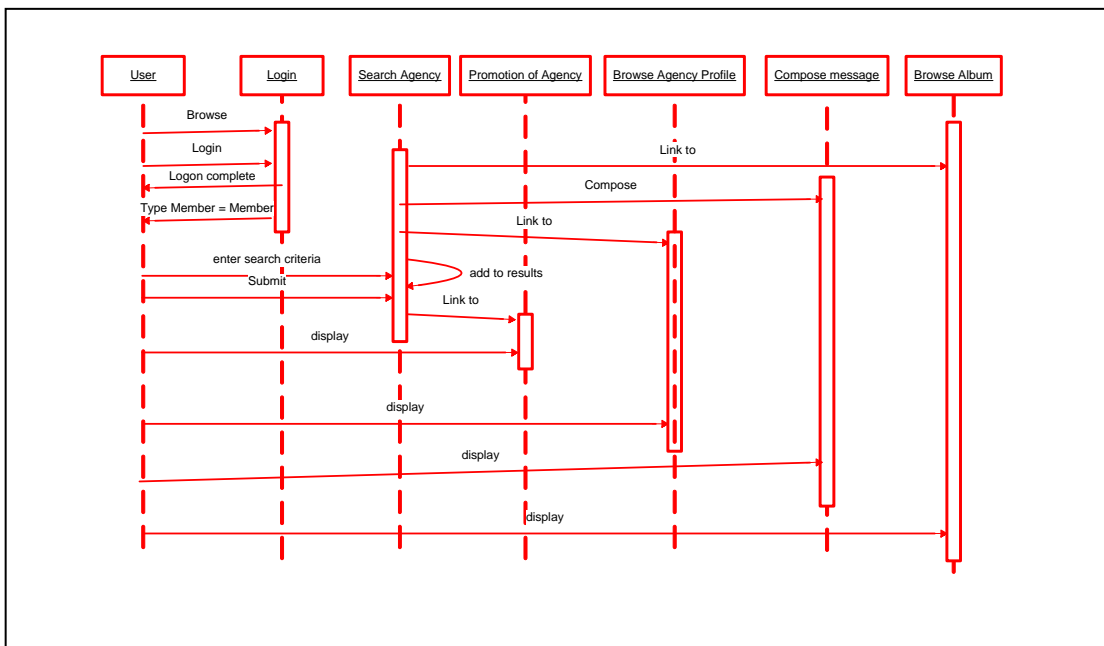 User
Login
Search Agency
Promotion of Agency
Browse Agency Profile
Compose message
Browse Album
Browse
Login
Link to
Logon complete
Compose
Type Member = Member
Link to
enter search criteria
add to results
Submit
Link to
display
display
display
display